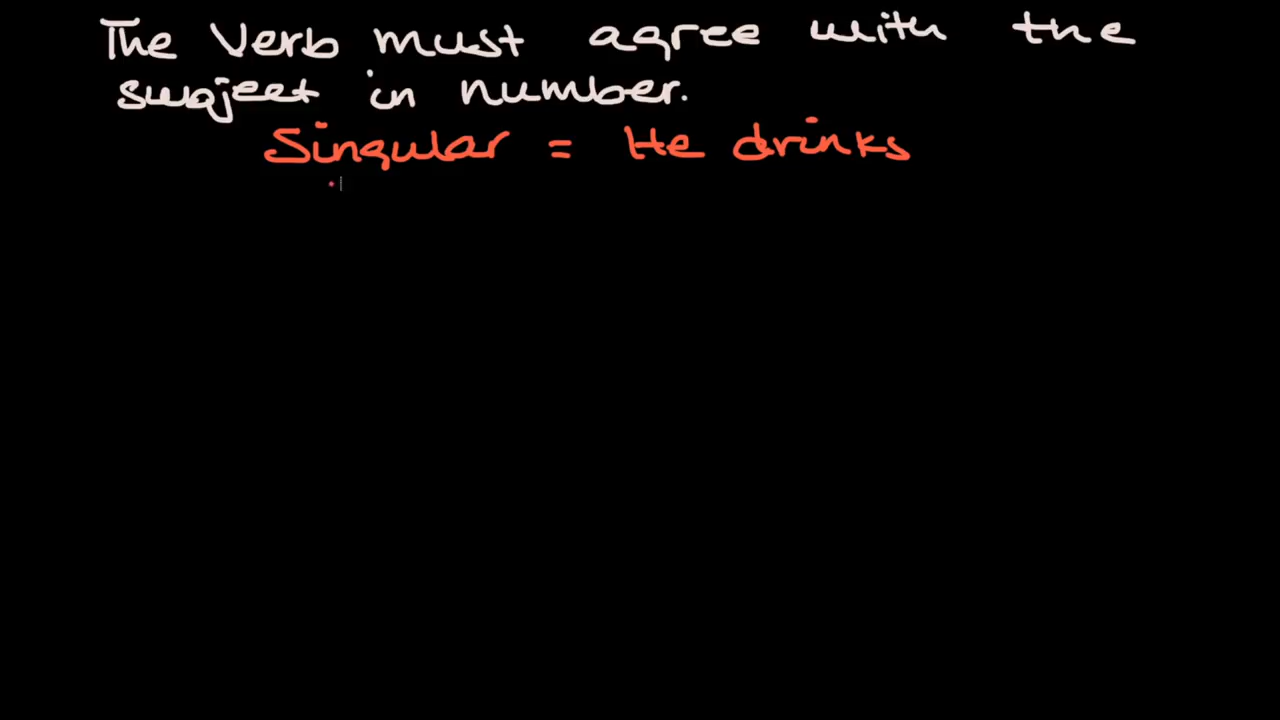 The Verb must agree with the
subject in number.
Singular = He drinks